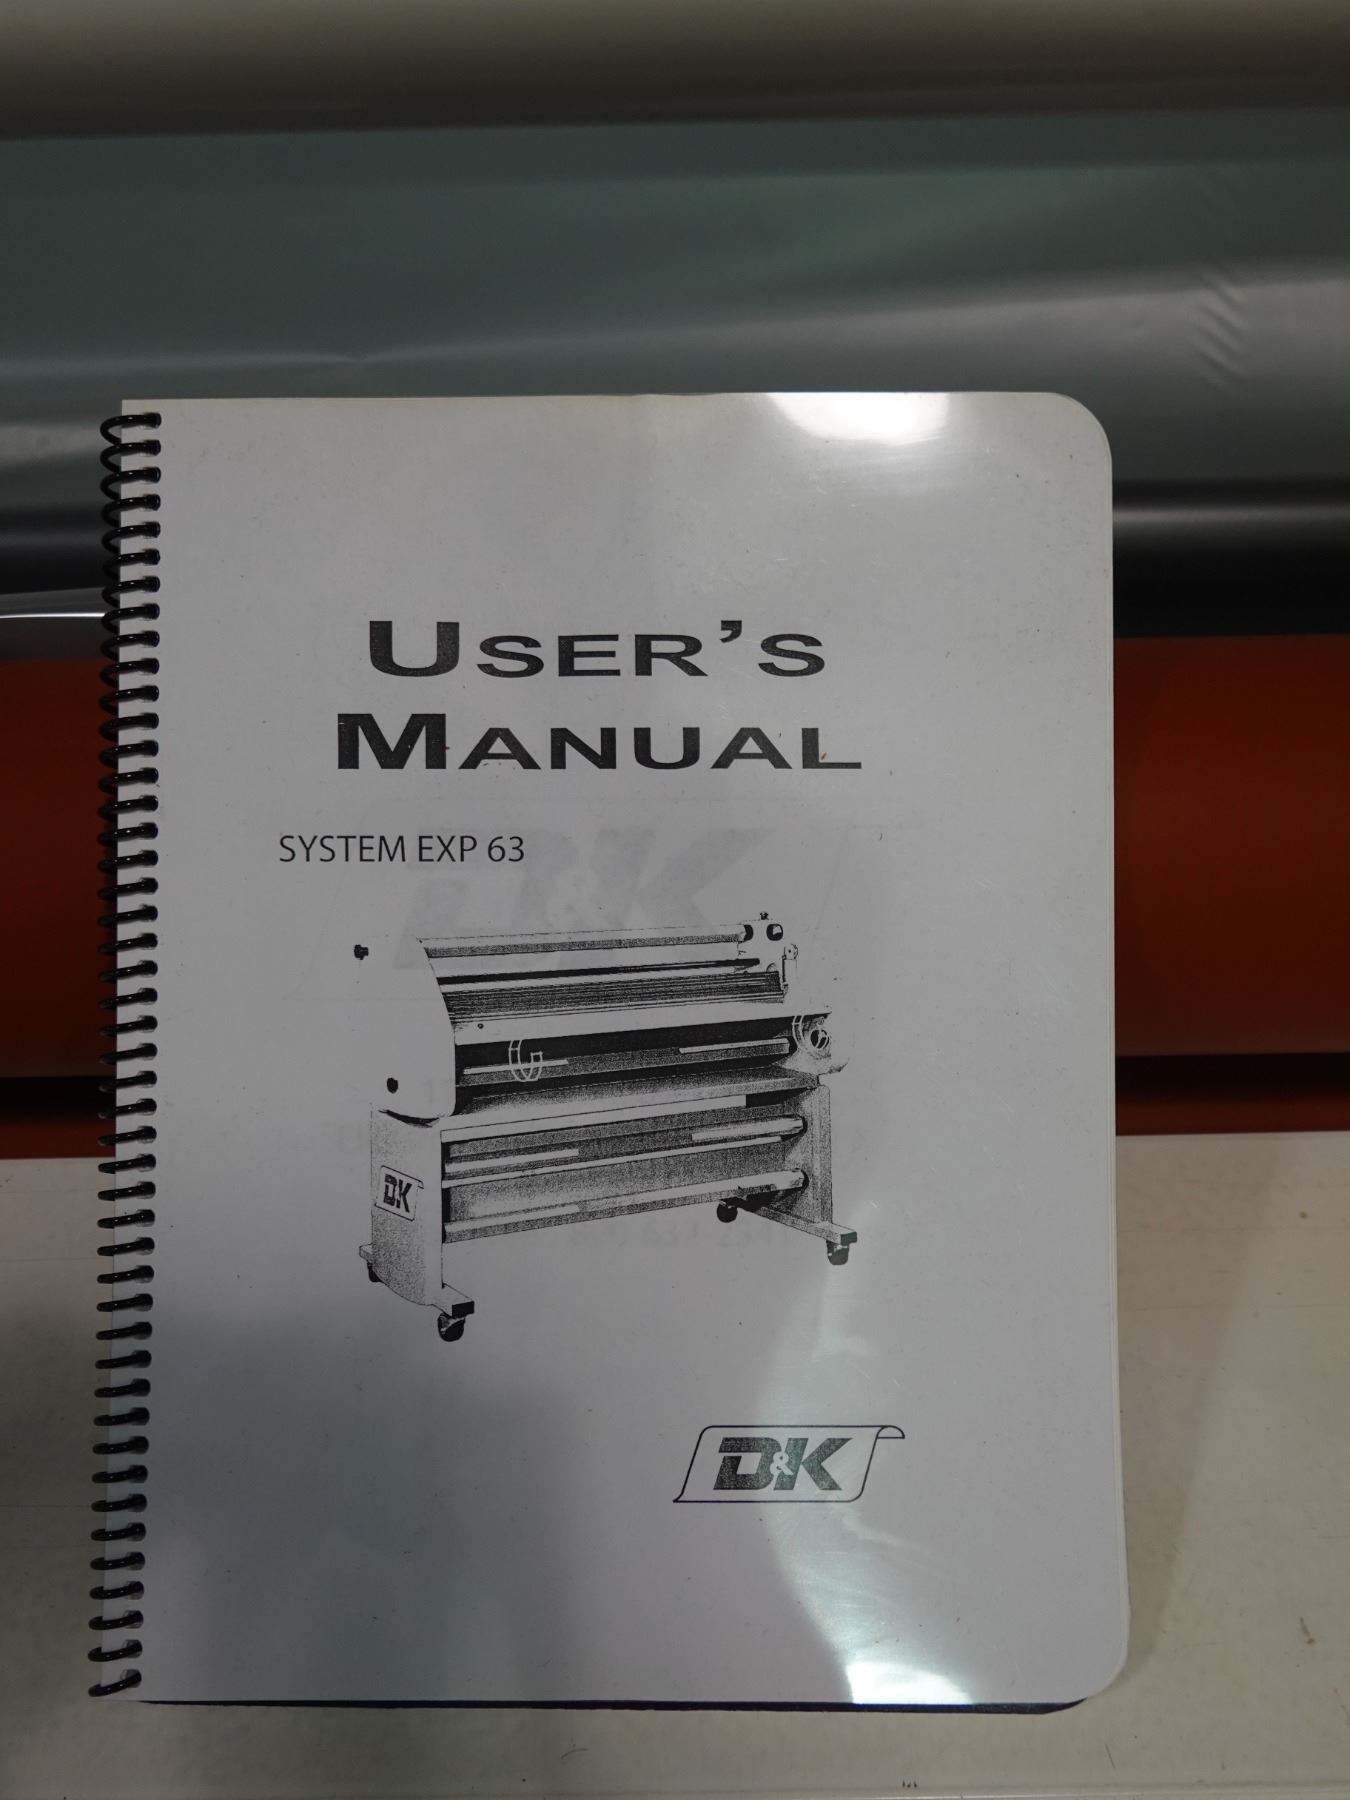 USER'S
MANUAL
SYSTEM EXP 63
D&K
D&K